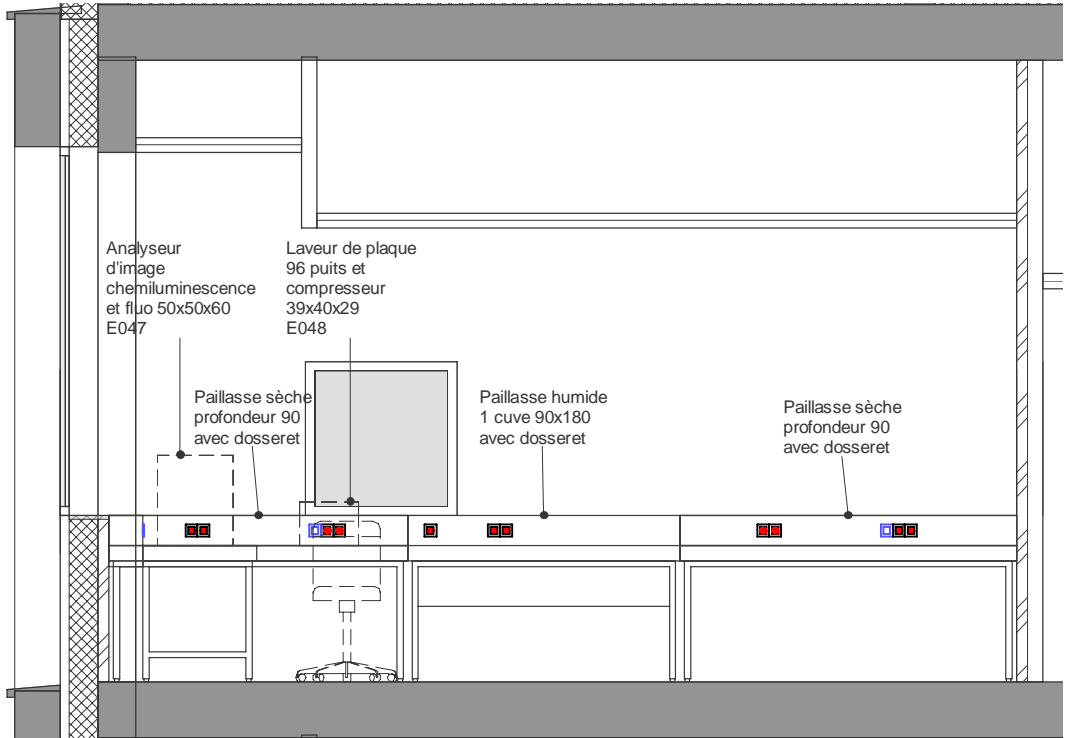 Analyseur
d'image
chemiluminescence
et fluo 50x50x60
E047
Laveur de plaque
96 puits et
compresseur
39x40x29
E048
Paillasse sèche
profondeur 90
avec dosseret
Paillasse humide
1 cuve 90x180
avec dosseret
Paillasse sèche
profondeur 90
avec dosseret